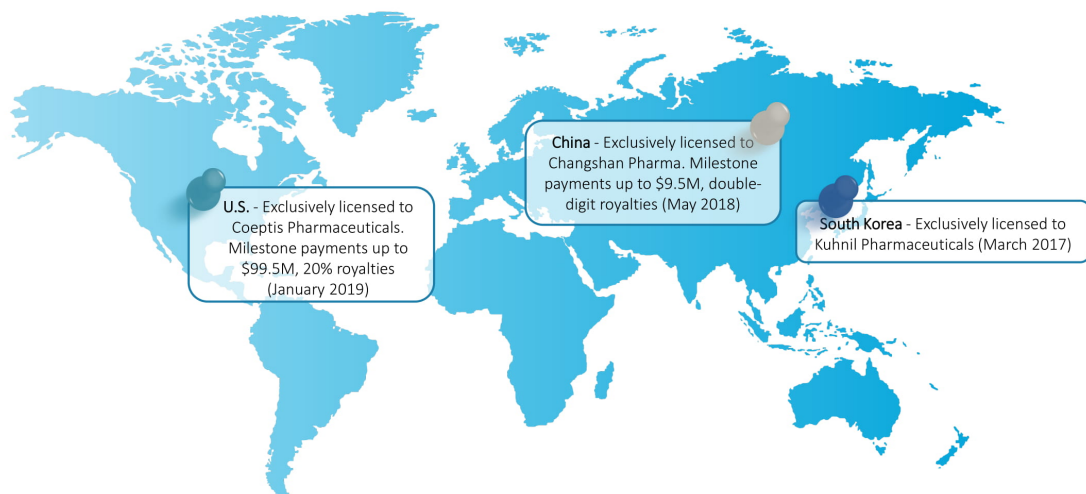 U.S. - Exclusively licensed to
Coeptis Pharmaceuticals.
Milestone payments up to
$99.5M, 20% royalties
(January 2019)
China - Exclusively licensed to
Changshan Pharma. Milestone
payments up to $9.5M, double-
digit royalties (May 2018)
South Korea - Exclusively licensed to
Kuhnil Pharmaceuticals (March 2017)